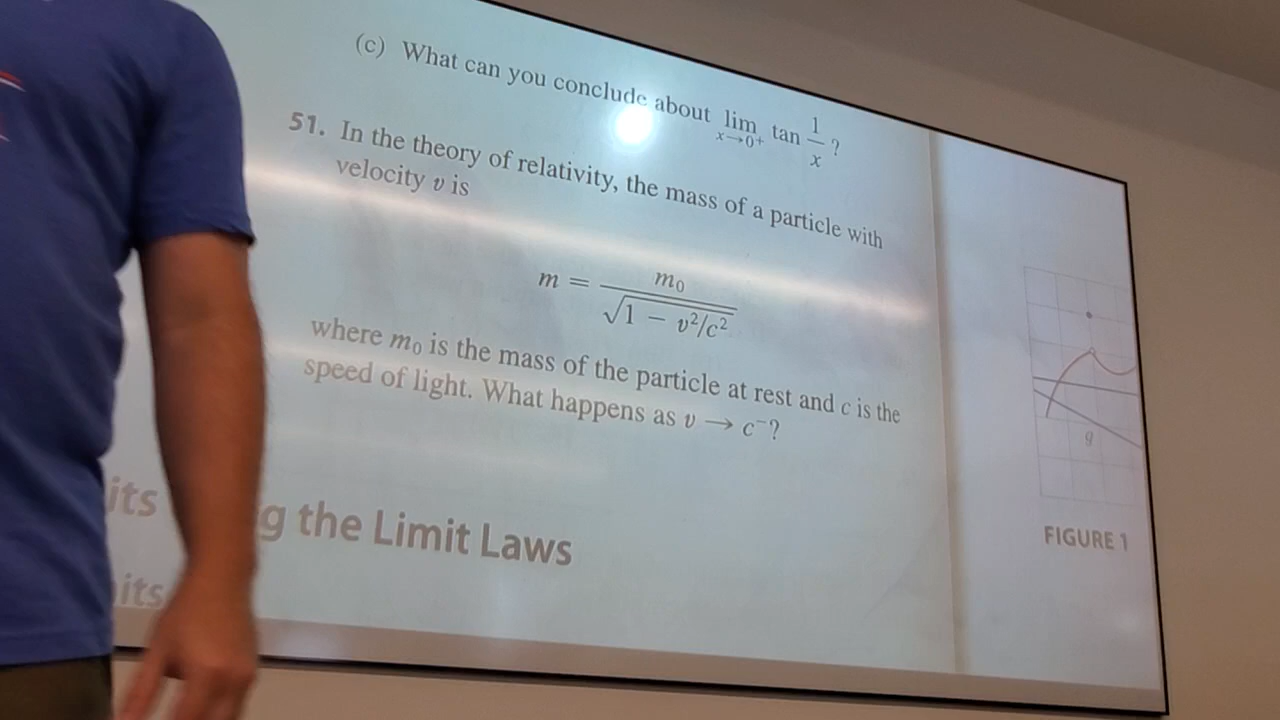 (c) What can you conclude about lim x→0⁺ tan 1/x ?
51. In the theory of relativity, the mass of a particle with
velocity v is
m = m₀ / √(1 − v²/c²)
where m₀ is the mass of the particle at rest and c is the
speed of light. What happens as v → c⁻?
g the Limit Laws
g
FIGURE 1